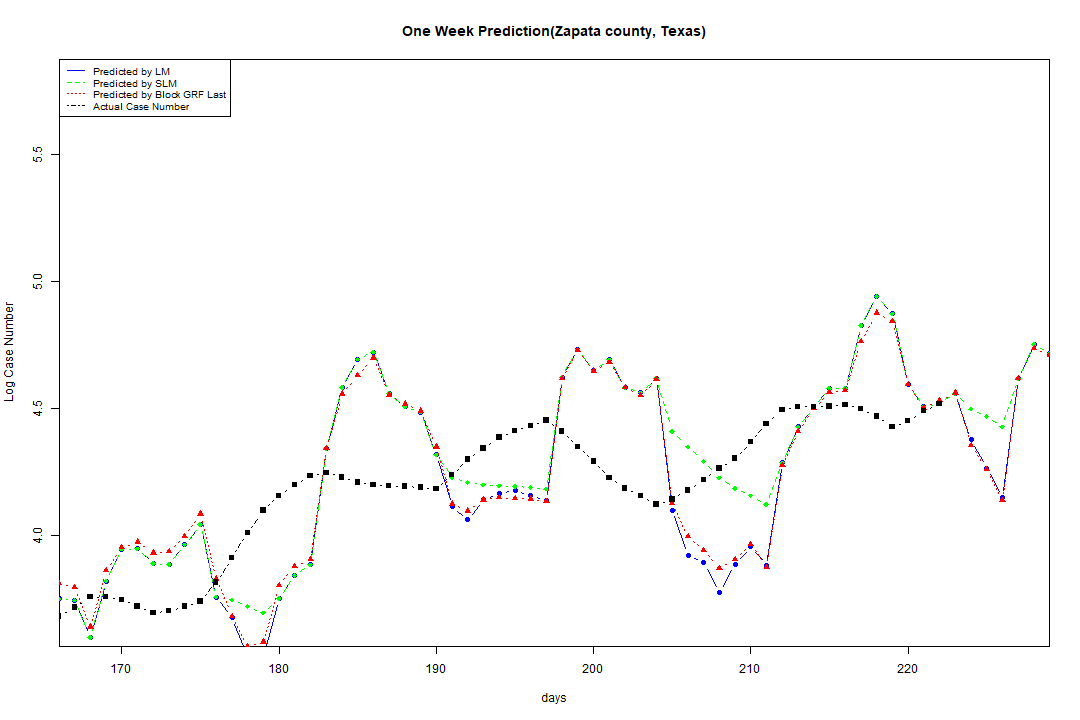 One Week Prediction(Zapata county, Texas)
Predicted by LM
Predicted by SLM
Predicted by Block GRF Last
Actual Case Number
5.5
5.0
4.5
4.0
Log Case Number
170 180 190 200 210 220
days